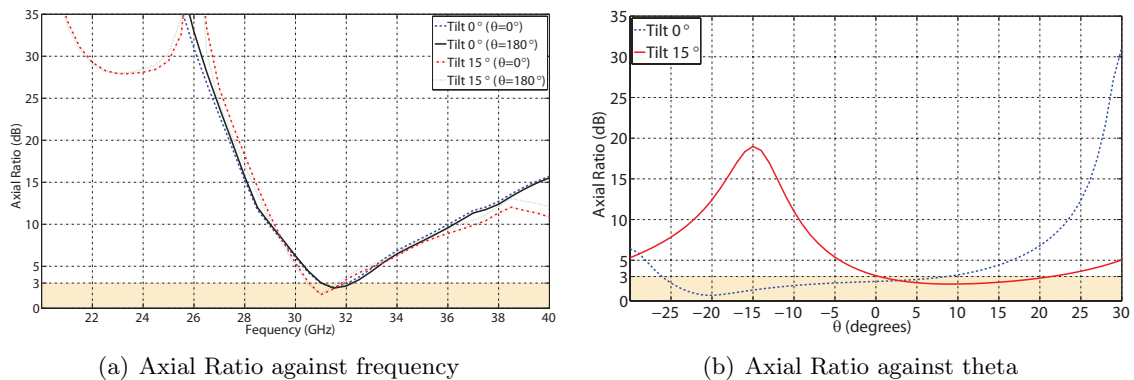 35
30
25
20
15
10
5
3
0
Axial Ratio (dB)
22 24 26 28 30 32 34 36 38 40
Fequency (GHz)
Tilt 0° (θ=0°)
Tilt 0° (θ=180°)
Tilt 15° (θ=0°)
Tilt 15° (θ=180°)
(a) Axial Ratio against frequency
35
30
25
20
15
10
5
3
0
Axial Ratio (dB)
−25 −20 −15 −10 −5 0 5 10 15 20 25 30
θ (degrees)
Tilt 0°
Tilt 15°
(b) Axial Ratio against theta